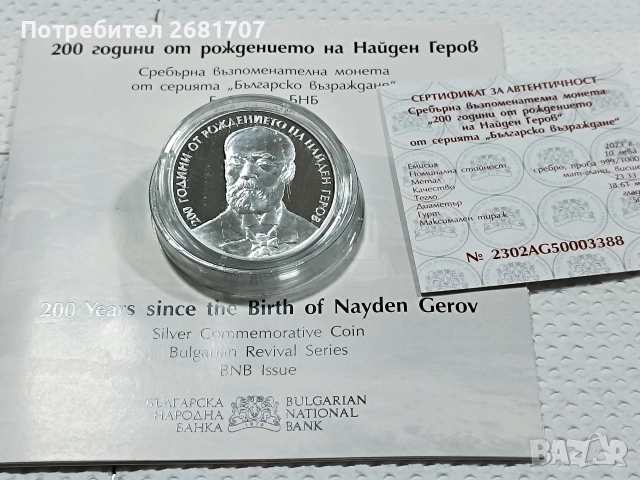 Потребител 2681707
200 години от рождението на Найден Геров
Сребърна възпоменателна монета
от серията „Българско възраждане“
БНБ
200 ГОДИНИ ОТ РОЖДЕНИЕТО НА НАЙДЕН ГЕРОВ
СЕРТИФИКАТ ЗА АВТЕНТИЧНОСТ
Сребърна възпоменателна монета
„200 години от рождението
на Найден Геров“
от серията „Българско възраждане“
Емисия 2023 г.
Номинална стойност 10 лева
Метал сребро, проба 999/1000
Качество мат-гланц, висше
Тегло 23.33
Диаметър 38.61
Гурт
Максимален тираж
№ 2302AG50003388
200 Years since the Birth of Nayden Gerov
Silver Commemorative Coin
Bulgarian Revival Series
BNB Issue
БЪЛГАРСКА
НАРОДНА
БАНКА
1879
BULGARIAN
NATIONAL
BANK
BAZAR